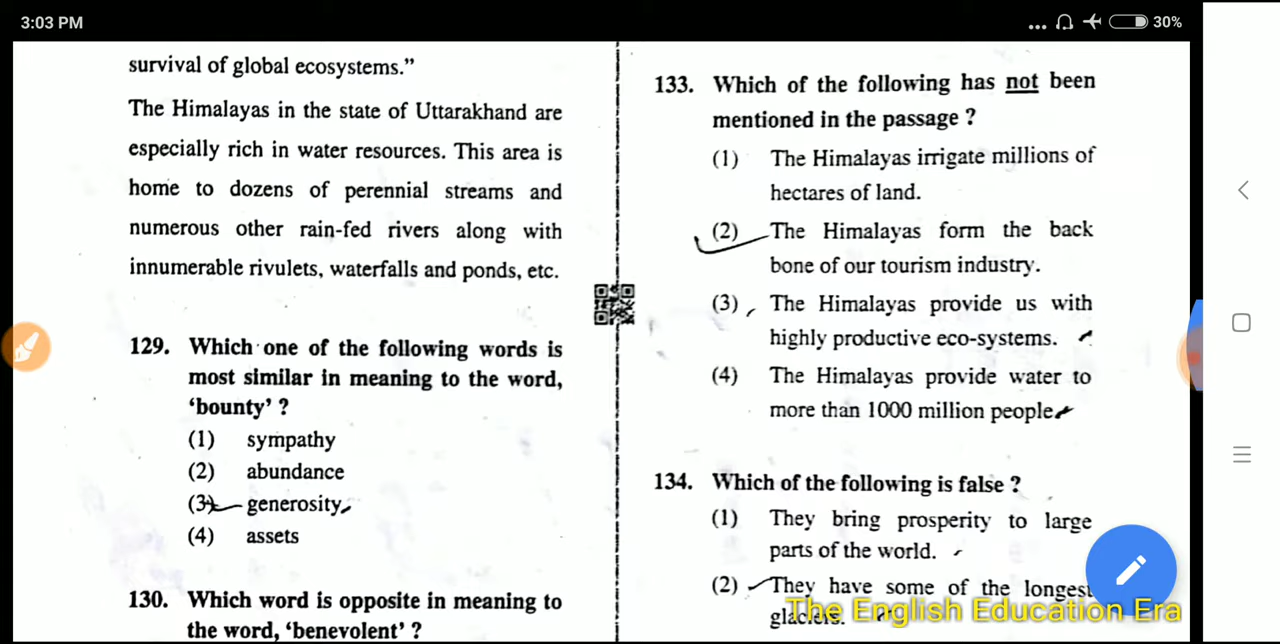 3:03 PM
30%
survival of global ecosystems.”
The Himalayas in the state of Uttarakhand are
especially rich in water resources. This area is
home to dozens of perennial streams and
numerous other rain-fed rivers along with
innumerable rivulets, waterfalls and ponds, etc.
129. Which one of the following words is
most similar in meaning to the word,
‘bounty’ ?
(1) sympathy
(2) abundance
(3) generosity
(4) assets
130. Which word is opposite in meaning to
the word, ‘benevolent’ ?
133. Which of the following has not been
mentioned in the passage ?
(1) The Himalayas irrigate millions of
hectares of land.
(2) The Himalayas form the back
bone of our tourism industry.
(3) The Himalayas provide us with
highly productive eco-systems.
(4) The Himalayas provide water to
more than 1000 million people
134. Which of the following is false ?
(1) They bring prosperity to large
parts of the world.
(2) They have some of the longest
glaciers.
The English Education Era